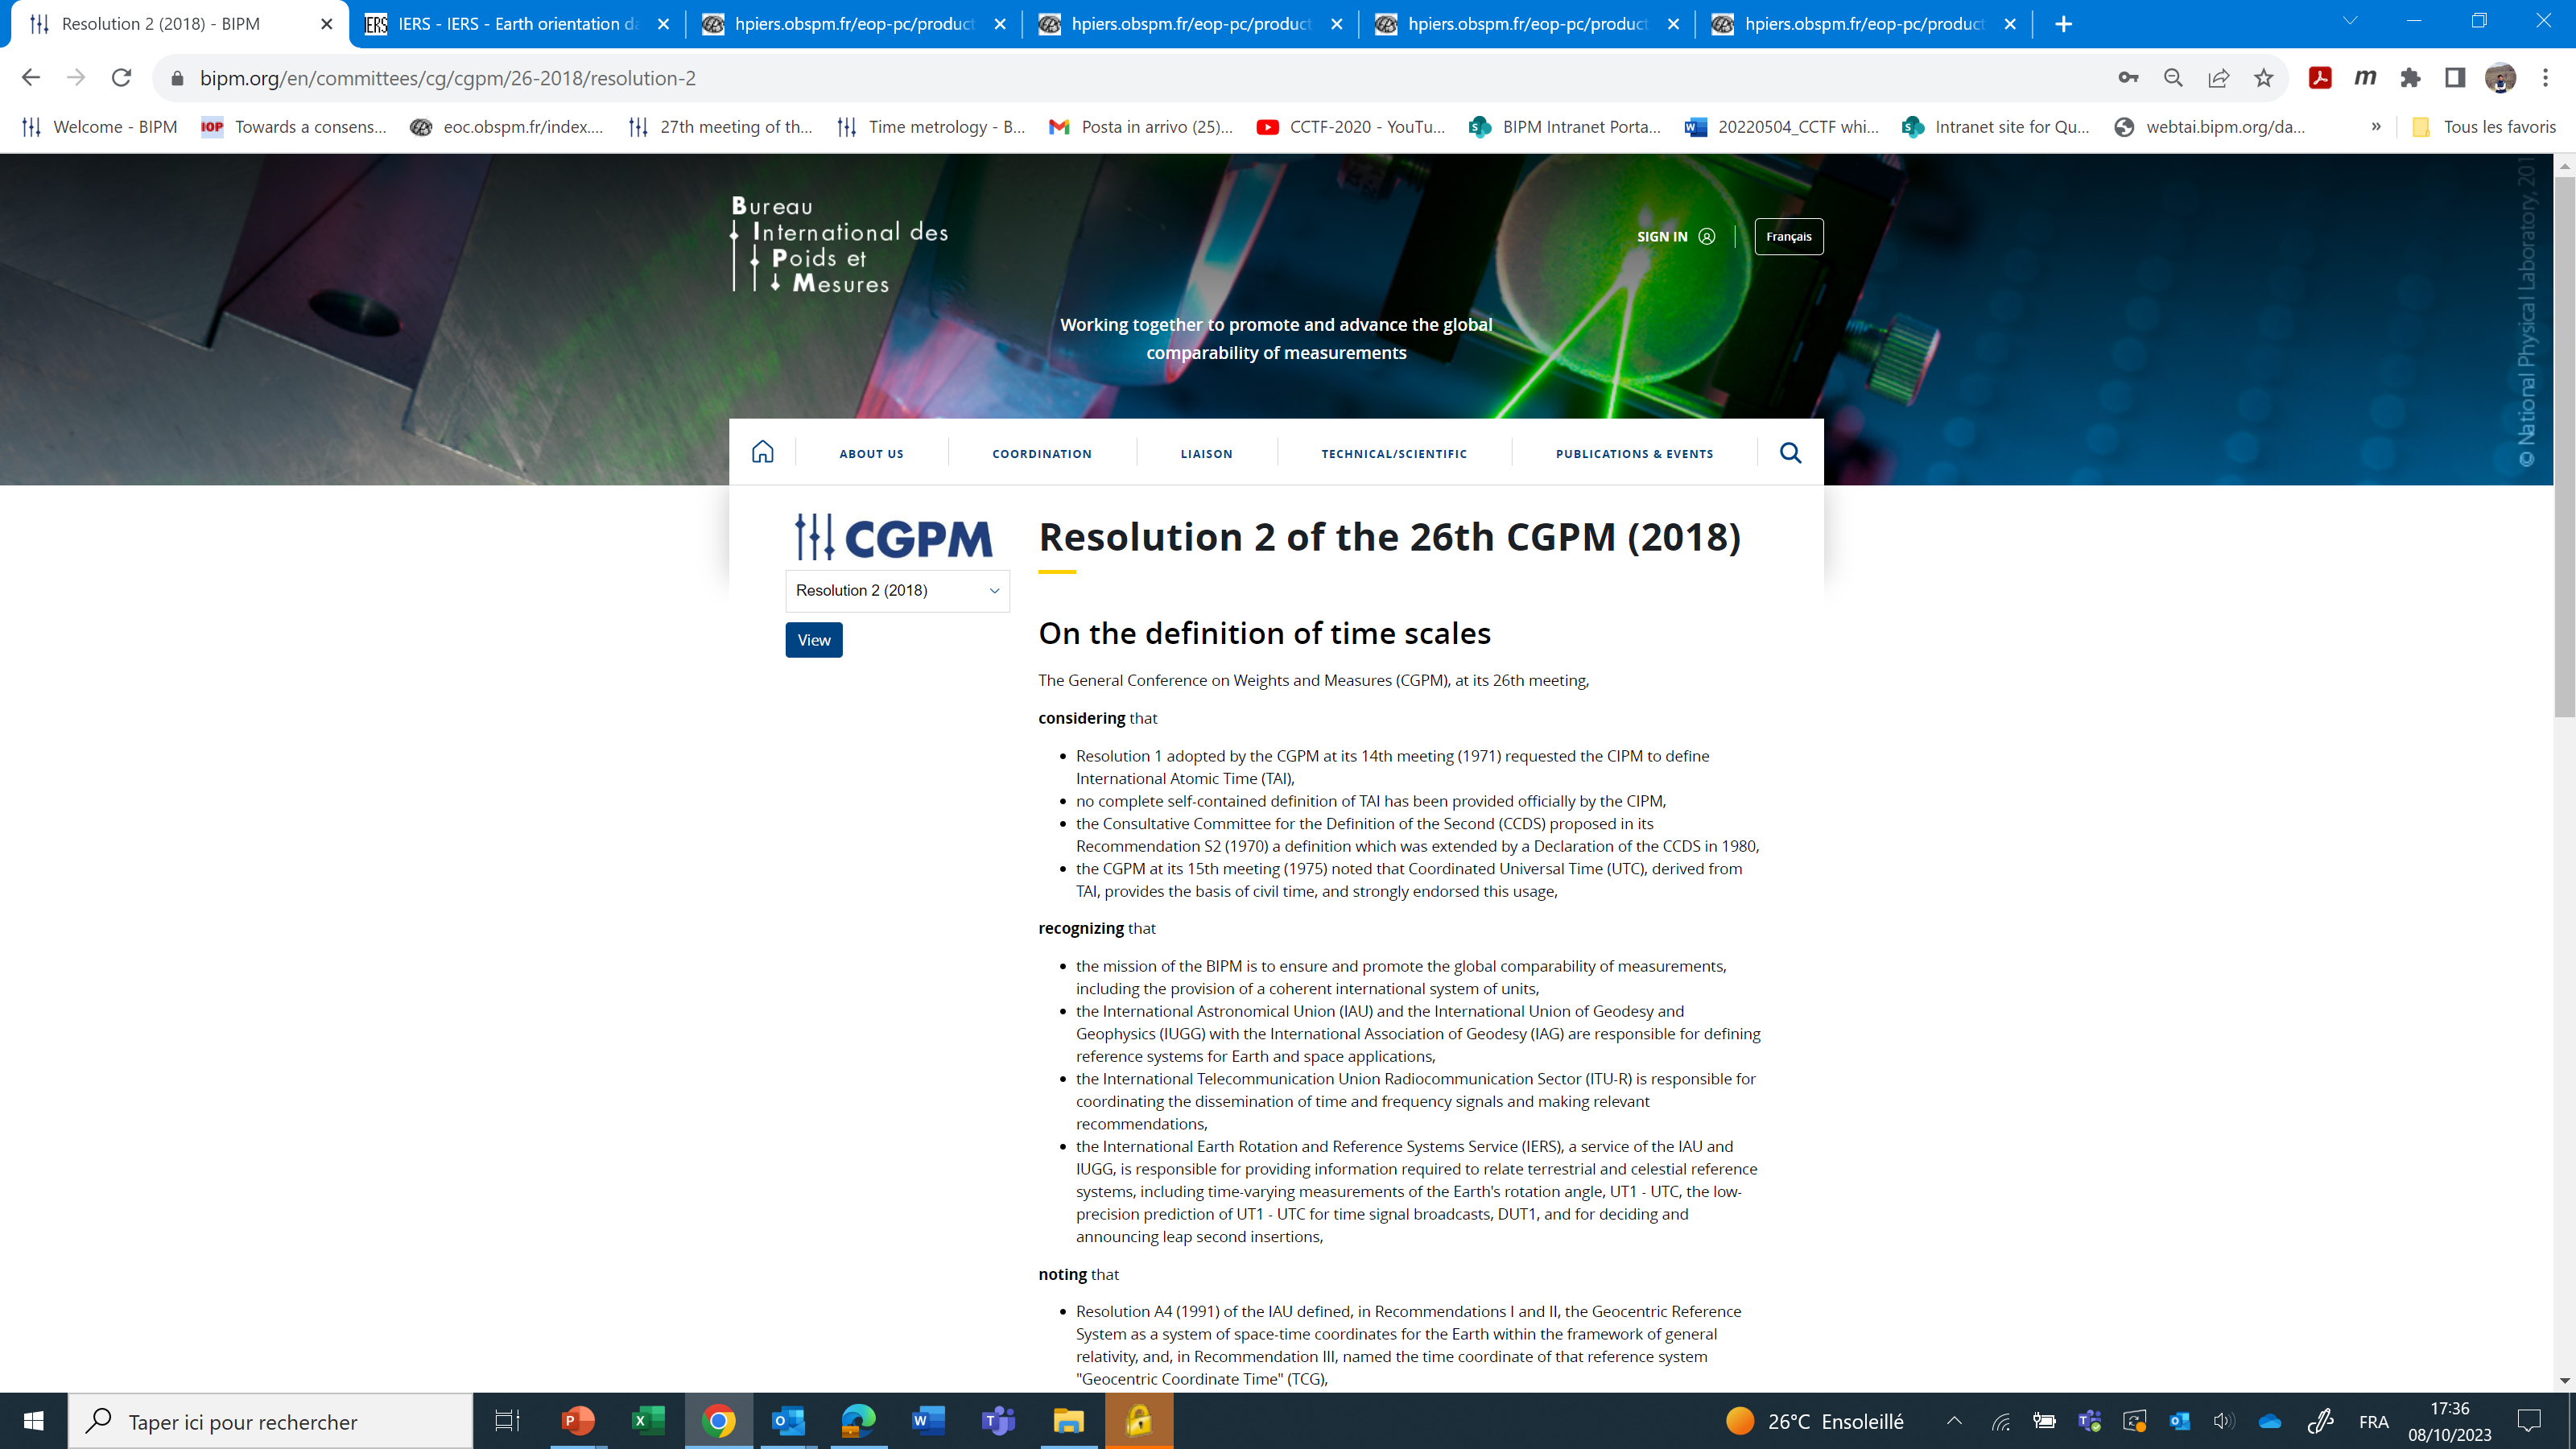 Resolution 2 (2018) - BIPM
IERS IERS - IERS - Earth orientation da
hpiers.obspm.fr/eop-pc/product
hpiers.obspm.fr/eop-pc/product
hpiers.obspm.fr/eop-pc/product
hpiers.obspm.fr/eop-pc/product
bipm.org/en/committees/cg/cgpm/26-2018/resolution-2
m
Welcome - BIPM
IOP Towards a consens...
eoc.obspm.fr/index....
27th meeting of th...
Time metrology - B...
Posta in arrivo (25)...
CCTF-2020 - YouTu...
BIPM Intranet Porta...
20220504_CCTF whi...
Intranet site for Qu...
webtai.bipm.org/da...
»
Tous les favoris
Bureau
International des
Poids et
Mesures
SIGN IN
Français
Working together to promote and advance the global
comparability of measurements
© National Physical Laboratory, 201
ABOUT US
COORDINATION
LIAISON
TECHNICAL/SCIENTIFIC
PUBLICATIONS & EVENTS
CGPM
Resolution 2 (2018)
View
Resolution 2 of the 26th CGPM (2018)
On the definition of time scales
The General Conference on Weights and Measures (CGPM), at its 26th meeting,
considering that
• Resolution 1 adopted by the CGPM at its 14th meeting (1971) requested the CIPM to define
International Atomic Time (TAI),
• no complete self-contained definition of TAI has been provided officially by the CIPM,
• the Consultative Committee for the Definition of the Second (CCDS) proposed in its
Recommendation S2 (1970) a definition which was extended by a Declaration of the CCDS in 1980,
• the CGPM at its 15th meeting (1975) noted that Coordinated Universal Time (UTC), derived from
TAI, provides the basis of civil time, and strongly endorsed this usage,
recognizing that
• the mission of the BIPM is to ensure and promote the global comparability of measurements,
including the provision of a coherent international system of units,
• the International Astronomical Union (IAU) and the International Union of Geodesy and
Geophysics (IUGG) with the International Association of Geodesy (IAG) are responsible for defining
reference systems for Earth and space applications,
• the International Telecommunication Union Radiocommunication Sector (ITU-R) is responsible for
coordinating the dissemination of time and frequency signals and making relevant
recommendations,
• the International Earth Rotation and Reference Systems Service (IERS), a service of the IAU and
IUGG, is responsible for providing information required to relate terrestrial and celestial reference
systems, including time-varying measurements of the Earth's rotation angle, UT1 - UTC, the low-
precision prediction of UT1 - UTC for time signal broadcasts, DUT1, and for deciding and
announcing leap second insertions,
noting that
• Resolution A4 (1991) of the IAU defined, in Recommendations I and II, the Geocentric Reference
System as a system of space-time coordinates for the Earth within the framework of general
relativity, and, in Recommendation III, named the time coordinate of that reference system
"Geocentric Coordinate Time" (TCG),
Taper ici pour rechercher
26°C Ensoleillé
FRA
17:36
08/10/2023